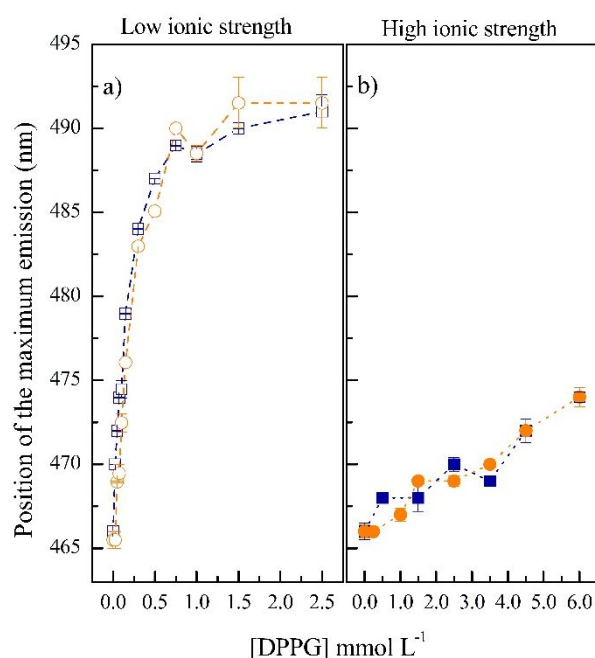 Low ionic strength
High ionic strength
a)
b)
495
490
485
480
475
470
465
Position of the maximum emission (nm)
0.0 0.5 1.0 1.5 2.0 2.5
0.0 1.0 2.0 3.0 4.0 5.0 6.0
[DPPG] mmol L⁻¹